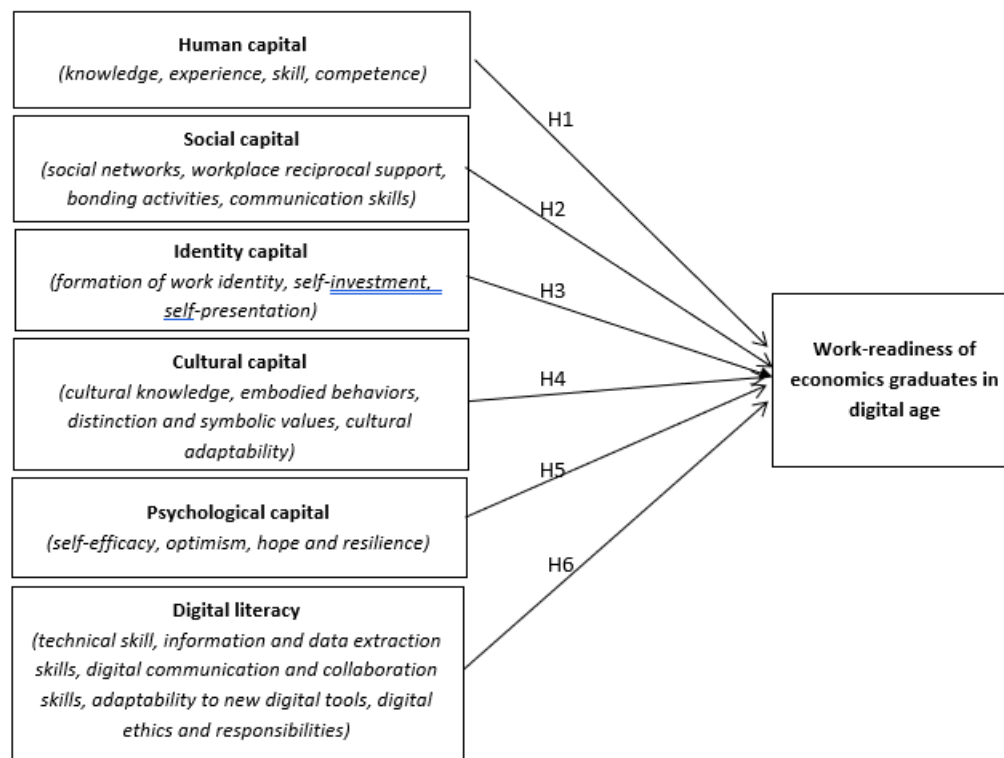 Human capital
(knowledge, experience, skill, competence)
H1
Social capital
(social networks, workplace reciprocal support,
bonding activities, communication skills)
H2
Identity capital
(formation of work identity, self-investment,
self-presentation)
H3
Cultural capital
(cultural knowledge, embodied behaviors,
distinction and symbolic values, cultural
adaptability)
H4
Psychological capital
(self-efficacy, optimism, hope and resilience)
H5
Digital literacy
(technical skill, information and data extraction
skills, digital communication and collaboration
skills, adaptability to new digital tools, digital
ethics and responsibilities)
H6
Work-readiness of
economics graduates in
digital age